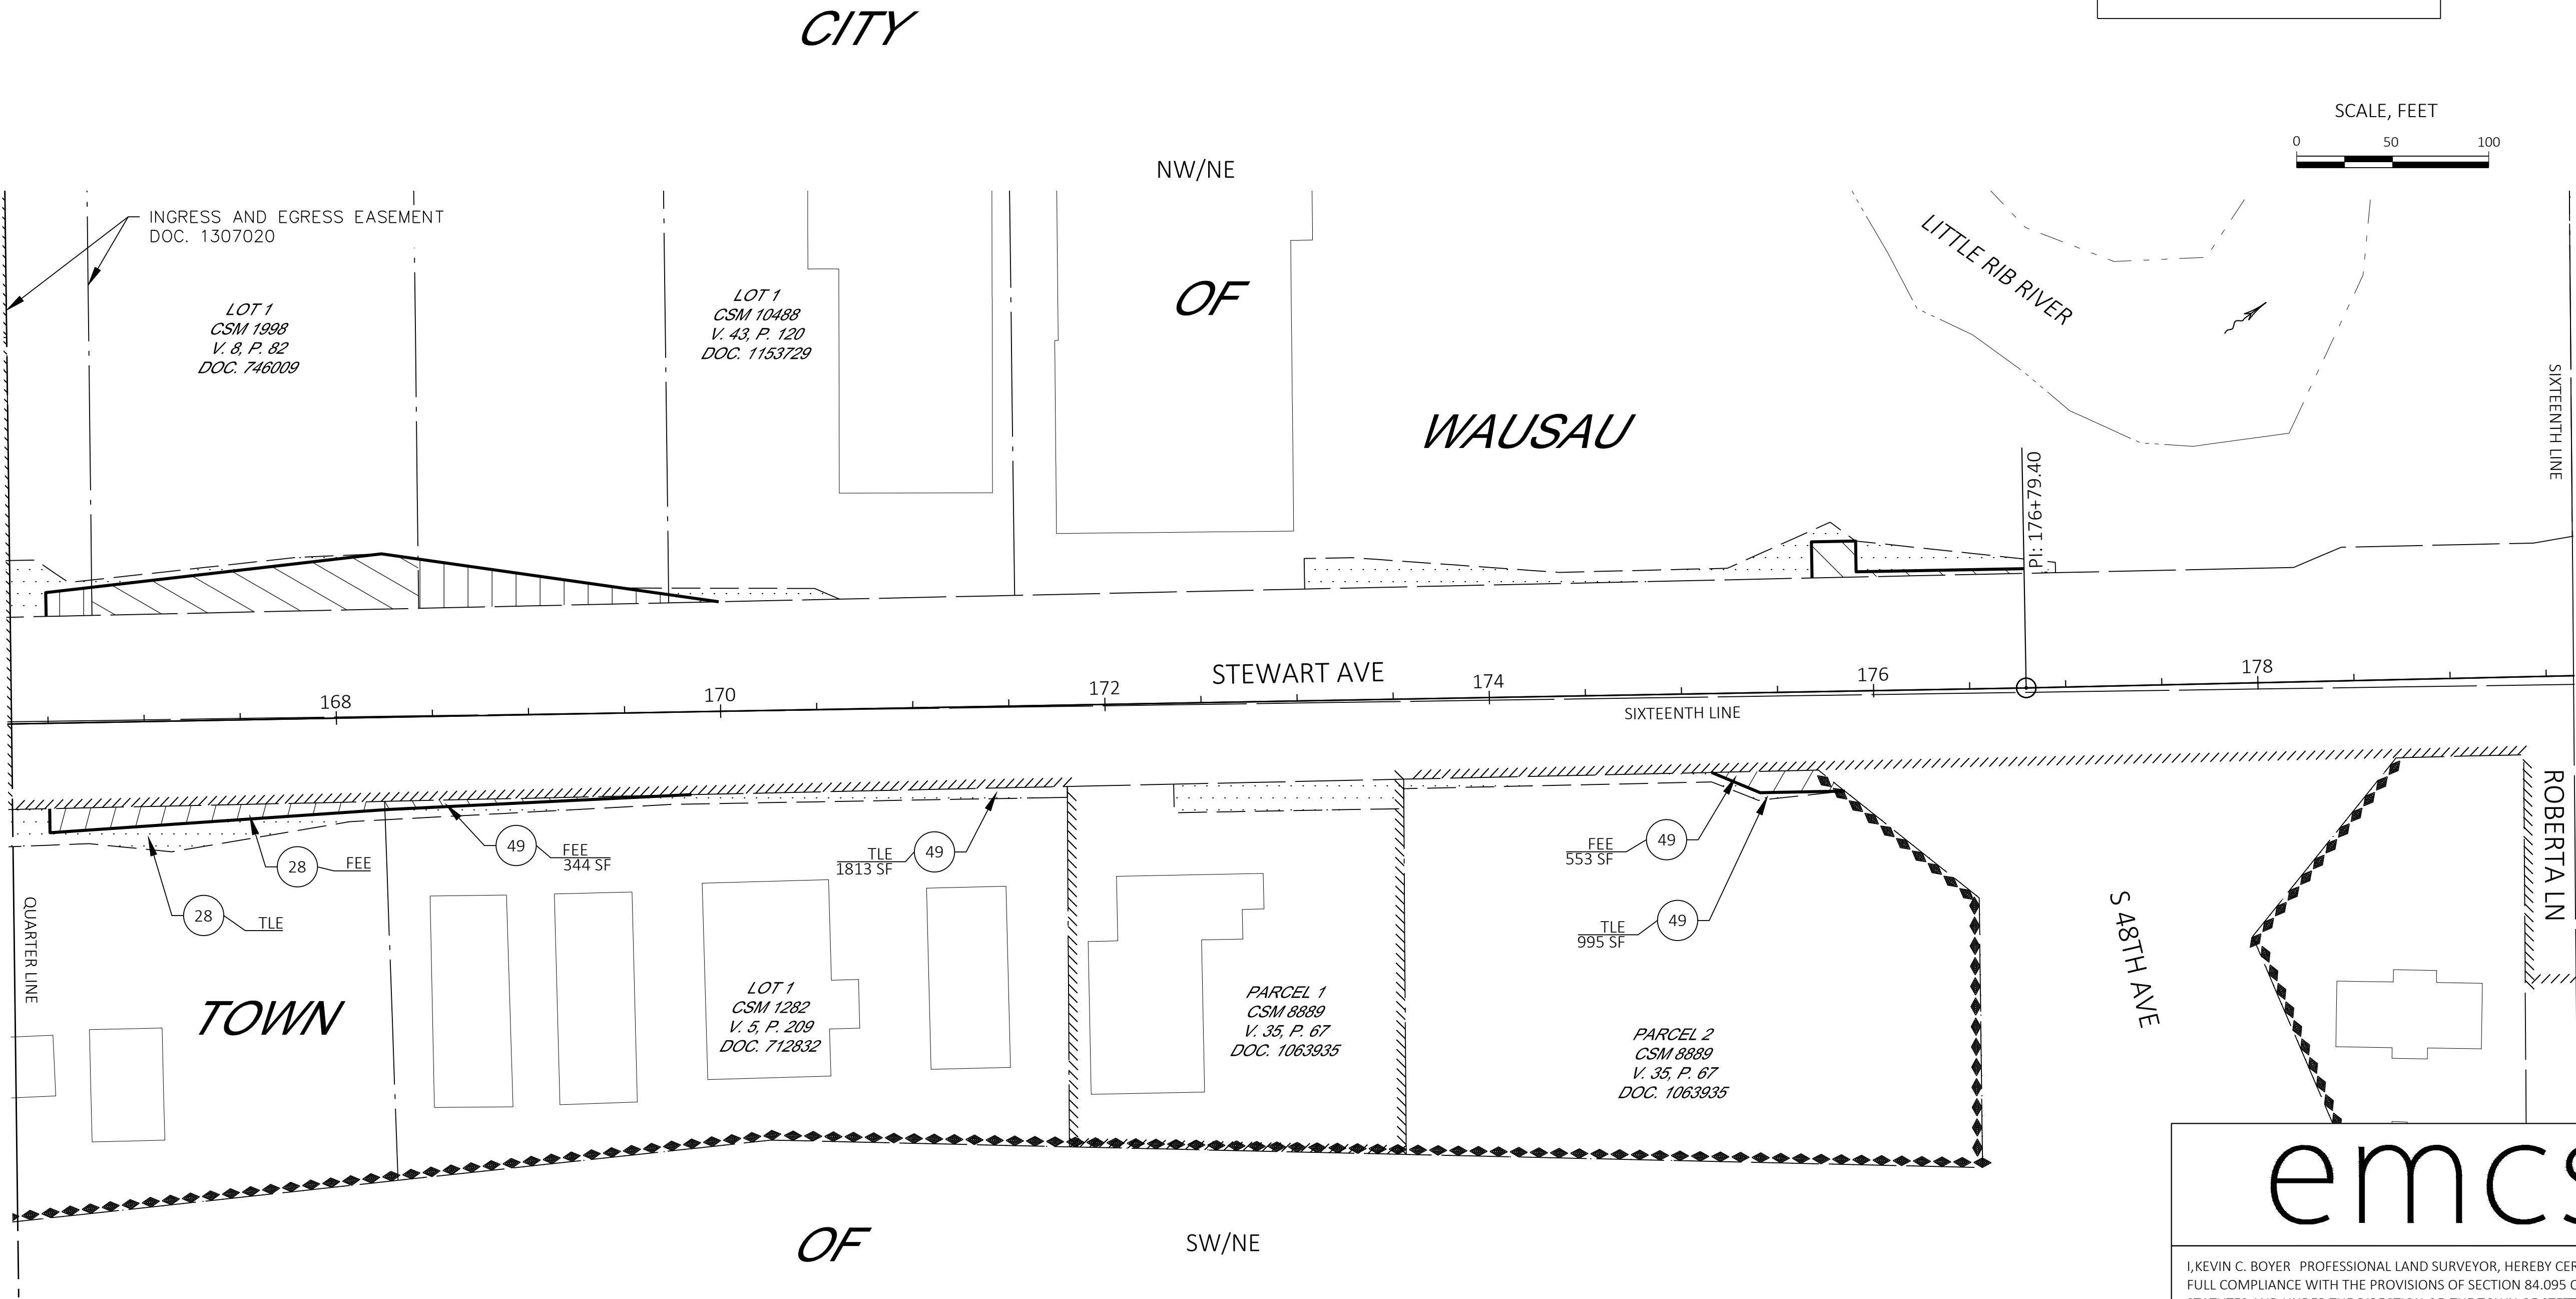 CITY
SCALE, FEET
0 50 100
NW/NE
INGRESS AND EGRESS EASEMENT
DOC. 1307020
LOT 1
CSM 1998
V. 8, P. 82
DOC. 746009
LOT 1
CSM 10488
V. 43, P. 120
DOC. 1153729
OF
LITTLE RIB RIVER
WAUSAU
SIXTEENTH LINE
PI: 176+79.40
STEWART AVE
168 170 172 174 176 178
SIXTEENTH LINE
ROBERTA LN
28 TLE
28 FEE
49 FEE
344 SF
TLE 49
1813 SF
FEE 49
553 SF
TLE 49
995 SF
QUARTER LINE
S 48TH AVE
TOWN
LOT 1
CSM 1282
V. 5, P. 209
DOC. 712832
PARCEL 1
CSM 8889
V. 35, P. 67
DOC. 1063935
PARCEL 2
CSM 8889
V. 35, P. 67
DOC. 1063935
OF
SW/NE
emcs
I,KEVIN C. BOYER PROFESSIONAL LAND SURVEYOR, HEREBY CER
FULL COMPLIANCE WITH THE PROVISIONS OF SECTION 84.095 O